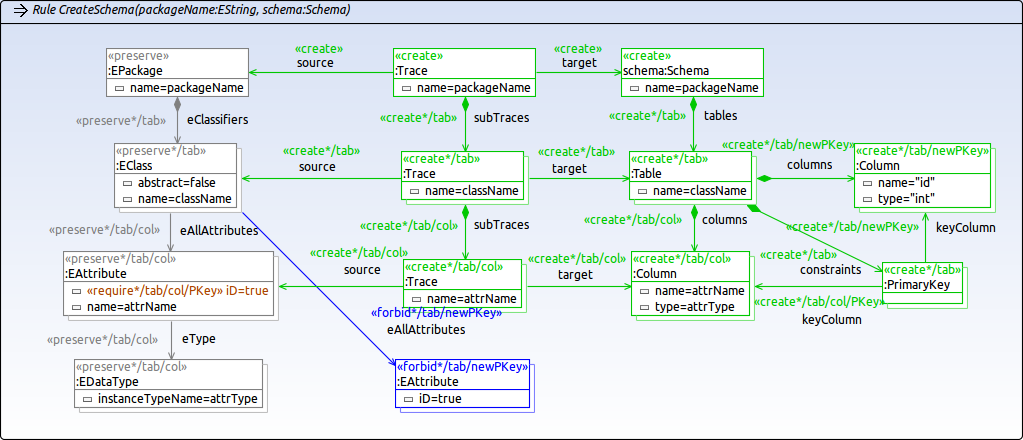 Rule CreateSchema(packageName:EString, schema:Schema)
«preserve»
:EPackage
name=packageName
«create»
source
«create»
:Trace
name=packageName
«create»
target
«create»
schema:Schema
name=packageName
«preserve*/tab»
eClassifiers
«create*/tab»
subTraces
«create*/tab»
tables
«preserve*/tab»
:EClass
abstract=false
name=className
«create*/tab»
source
«create*/tab»
:Trace
name=className
«create*/tab»
target
«create*/tab»
:Table
name=className
«create*/tab/newPKey»
columns
«create*/tab/newPKey»
:Column
name="id"
type="int"
«preserve*/tab/col»
eAllAttributes
«create*/tab/col»
subTraces
«create*/tab/col»
columns
«create*/tab/newPKey»
keyColumn
«preserve*/tab/col»
:EAttribute
«require*/tab/col/PKey» iD=true
name=attrName
«create*/tab/col»
source
«create*/tab/col»
:Trace
name=attrName
«create*/tab/col»
target
«create*/tab/col»
:Column
name=attrName
type=attrType
«create*/tab»
constraints
«create*/tab»
:PrimaryKey
«create*/tab/col/PKey»
keyColumn
«forbid*/tab/newPKey»
eAllAttributes
«preserve*/tab/col»
eType
«preserve*/tab/col»
:EDataType
instanceTypeName=attrType
«forbid*/tab/newPKey»
:EAttribute
iD=true